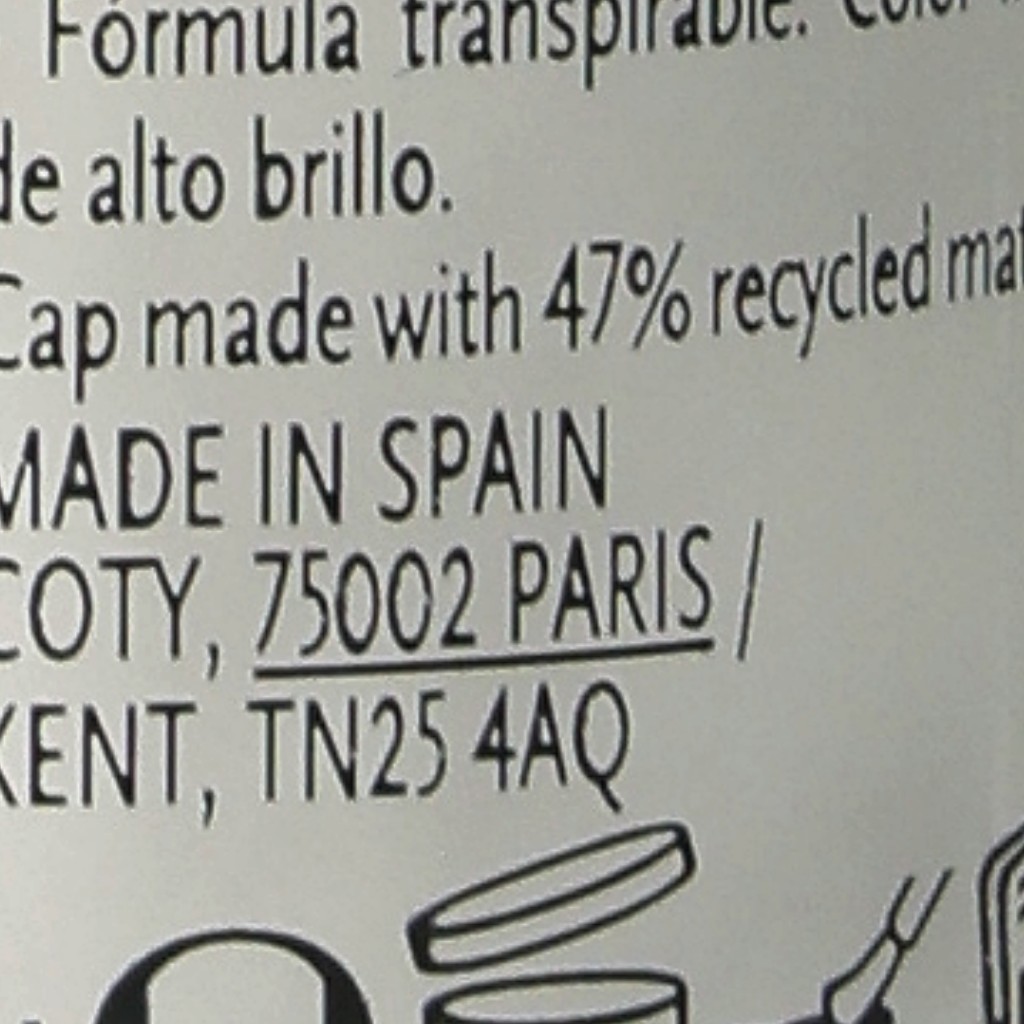 Fórmula transpirable. Color
de alto brillo.
Cap made with 47% recycled
MADE IN SPAIN
COTY, 75002 PARIS /
KENT, TN25 4AQ